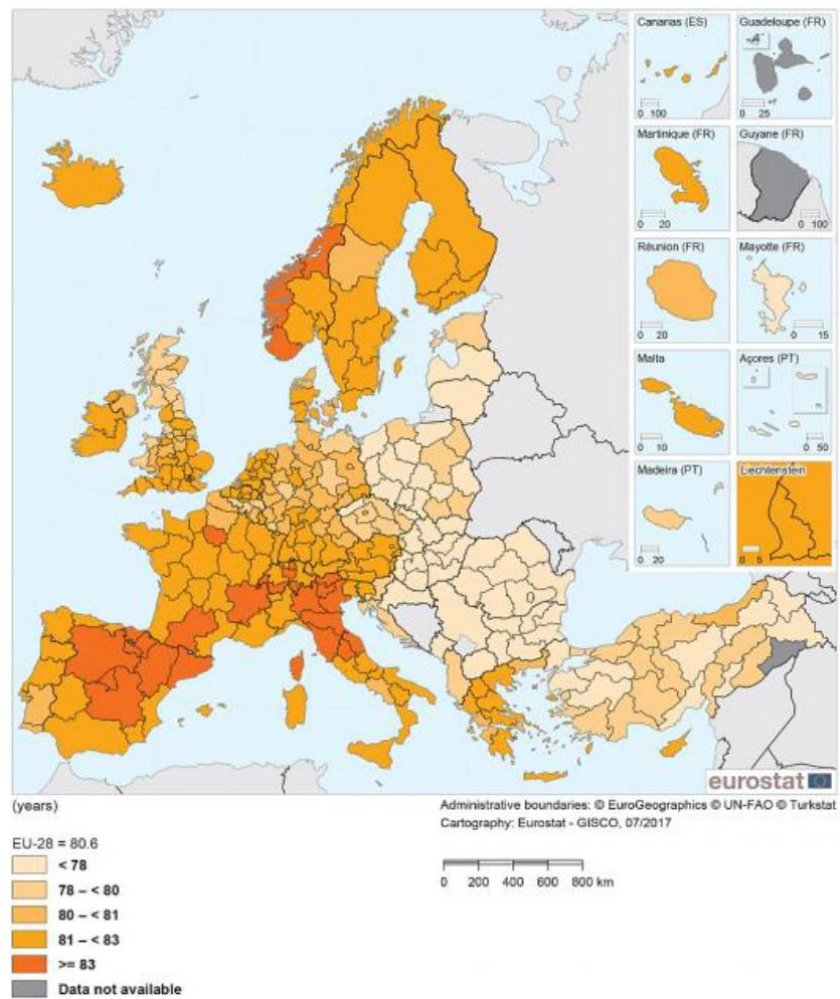 Canarias (ES)
0 100
Guadeloupe (FR)
0 25
Martinique (FR)
0 20
Guyane (FR)
0 100
Réunion (FR)
0 20
Mayotte (FR)
0 15
Malta
0 10
Açores (PT)
0 50
Madeira (PT)
0 20
Liechtenstein
0 5
eurostat
(years)
Administrative boundaries: © EuroGeographics © UN-FAO © Turkstat
Cartography: Eurostat - GISCO, 07/2017
EU-28 = 80.6
< 78
78 – < 80
80 – < 81
81 – < 83
>= 83
Data not available
0 200 400 600 800 km